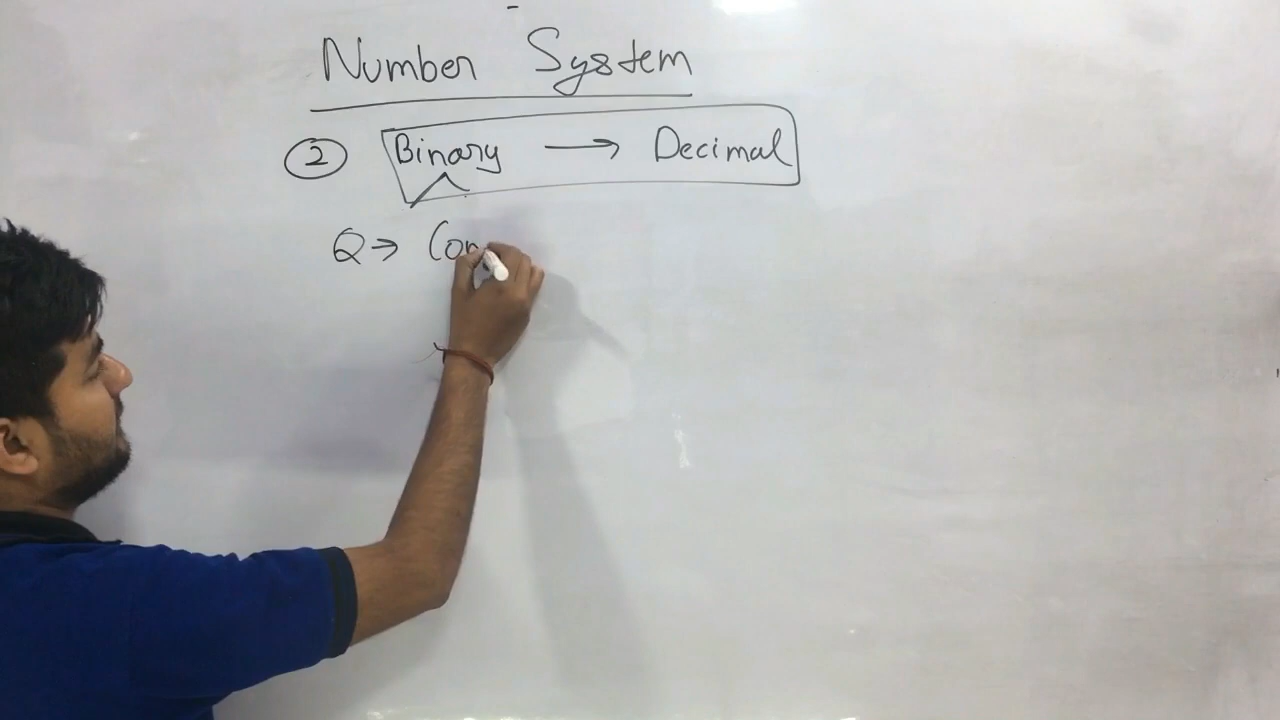 Number System
2 Binary → Decimal
Q→ Con